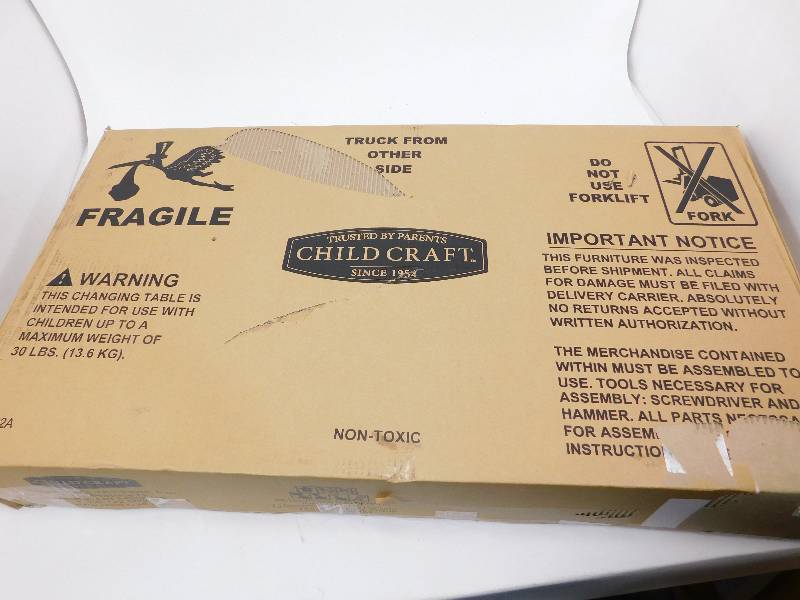 TRUCK FROM
OTHER
SIDE
FRAGILE
DO
NOT
USE
FORKLIFT
FORK
TRUSTED BY PARENTS
CHILD CRAFT
SINCE 1952
WARNING
THIS CHANGING TABLE IS
INTENDED FOR USE WITH
CHILDREN UP TO A
MAXIMUM WEIGHT OF
30 LBS. (13.6 KG).
IMPORTANT NOTICE
THIS FURNITURE WAS INSPECTED
BEFORE SHIPMENT. ALL CLAIMS
FOR DAMAGE MUST BE FILED WITH
DELIVERY CARRIER. ABSOLUTELY
NO RETURNS ACCEPTED WITHOUT
WRITTEN AUTHORIZATION.
THE MERCHANDISE CONTAINED
WITHIN MUST BE ASSEMBLED TO
USE. TOOLS NECESSARY FOR
ASSEMBLY: SCREWDRIVER AND
HAMMER. ALL PARTS
FOR
NON-TOXIC
CHILD CRAFT